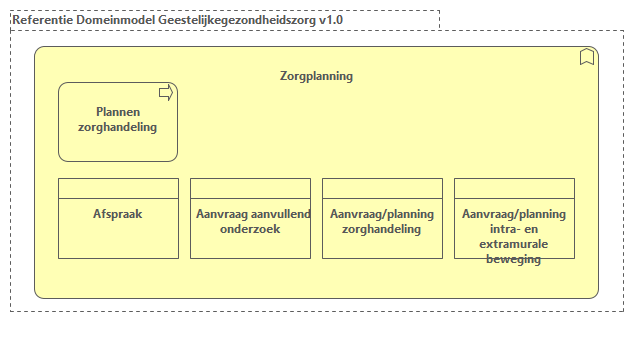 Referentie Domeinmodel Geestelijkegezondheidszorg v1.0
Zorgplanning
Plannen
zorghandeling
Afspraak
Aanvraag aanvullend
onderzoek
Aanvraag/planning
zorghandeling
Aanvraag/planning
intra- en
extramurale
beweging